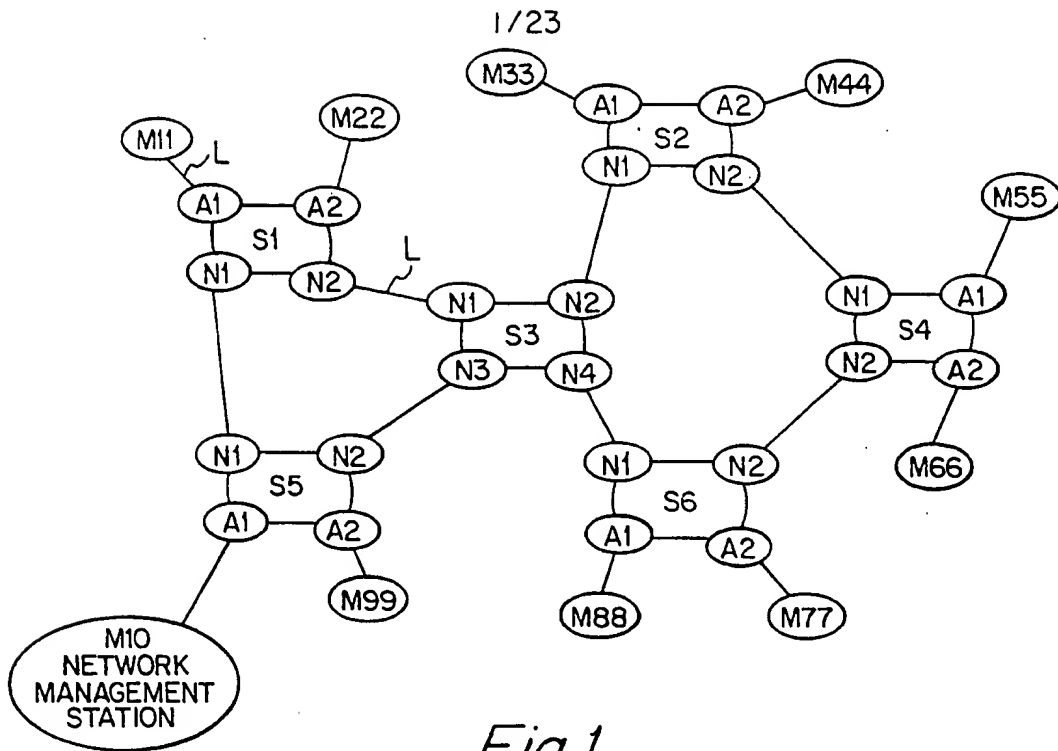 1/23
M33
M44
A1
A2
S2
N1
N2
M11
L
M22
A1
A2
S1
N1
N2
L
M55
N1
N2
S3
N3
N4
N1
A1
S4
N2
A2
M66
N1
N2
S5
A1
A2
M99
N1
N2
S6
A1
A2
M88
M77
M10
NETWORK
MANAGEMENT
STATION
Fig. 1